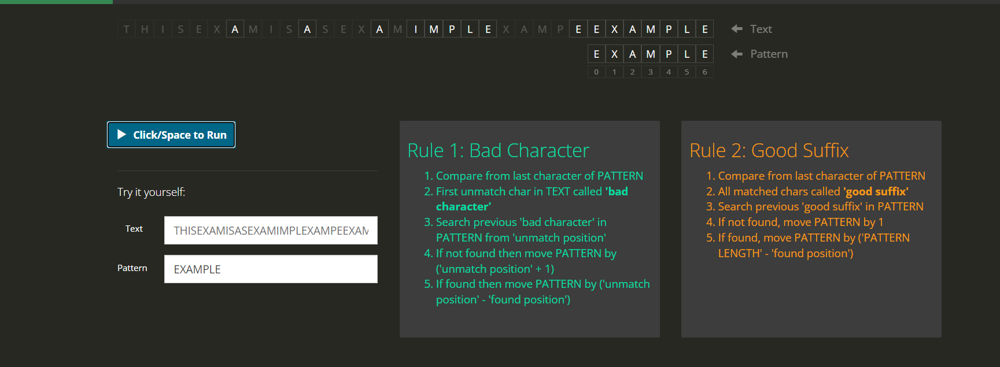 T H I S E X A M I S A S E X A M I M P L E X A M P E E X A M P L E Text
E X A M P L E Pattern
0 1 2 3 4 5 6
Click/Space to Run
Try it yourself:
Text THISEXAMISASEXAMIMPLEXAMPEEXAM
Pattern EXAMPLE
Rule 1: Bad Character
1. Compare from last character of PATTERN
2. First unmatch char in TEXT called 'bad
character'
3. Search previous 'bad character' in
PATTERN from 'unmatch position'
4. If not found then move PATTERN by
('unmatch position' + 1)
5. If found then move PATTERN by ('unmatch
position' - 'found position')
Rule 2: Good Suffix
1. Compare from last character of PATTERN
2. All matched chars called 'good suffix'
3. Search previous 'good suffix' in PATTERN
4. If not found, move PATTERN by 1
5. If found, move PATTERN by ('PATTERN
LENGTH' - 'found position')